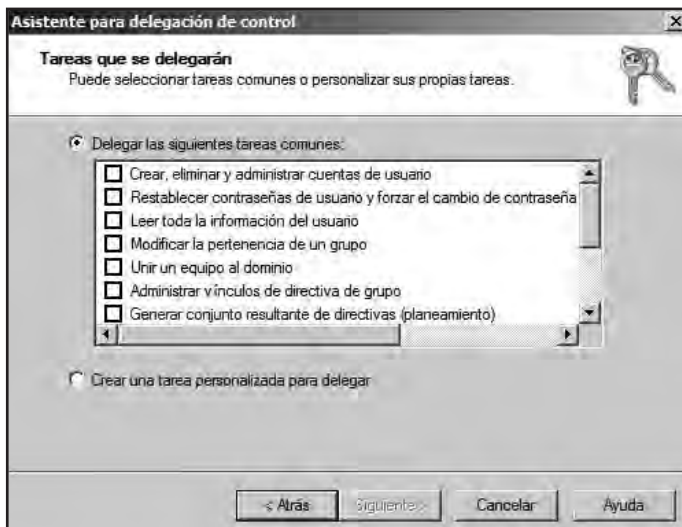 Asistente para delegación de control
Tareas que se delegarán
Puede seleccionar tareas comunes o personalizar sus propias tareas.
Delegar las siguientes tareas comunes:
Crear, eliminar y administrar cuentas de usuario
Restablecer contraseñas de usuario y forzar el cambio de contraseña
Leer toda la información del usuario
Modificar la pertenencia de un grupo
Unir un equipo al dominio
Administrar vínculos de directiva de grupo
Generar conjunto resultante de directivas (planeamiento)
Crear una tarea personalizada para delegar
< Atrás Siguiente > Cancelar Ayuda